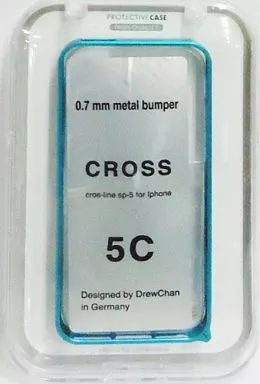 PROTECTIVE CASE
0.7 mm metal bumper
CROSS
cros-line sp-5 for Iphone
5C
Designed by DrewChan
in Germany